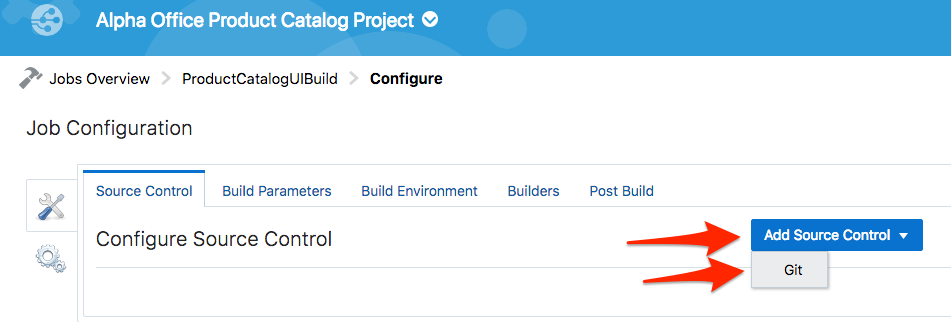 Alpha Office Product Catalog Project
Jobs Overview ProductCatalogUIBuild Configure
Job Configuration
Source Control Build Parameters Build Environment Builders Post Build
Configure Source Control Add Source Control
Git